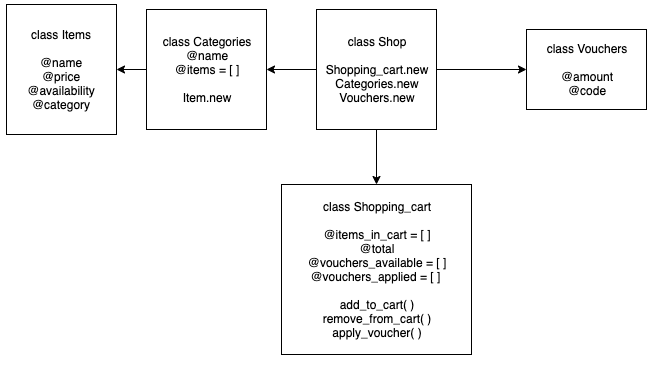 class Items
@name
@price
@availability
@category
class Categories
@name
@items = [ ]
Item.new
class Shop
Shopping_cart.new
Categories.new
Vouchers.new
class Vouchers
@amount
@code
class Shopping_cart
@items_in_cart = [ ]
@total
@vouchers_available = [ ]
@vouchers_applied = [ ]
add_to_cart( )
remove_from_cart( )
apply_voucher( )